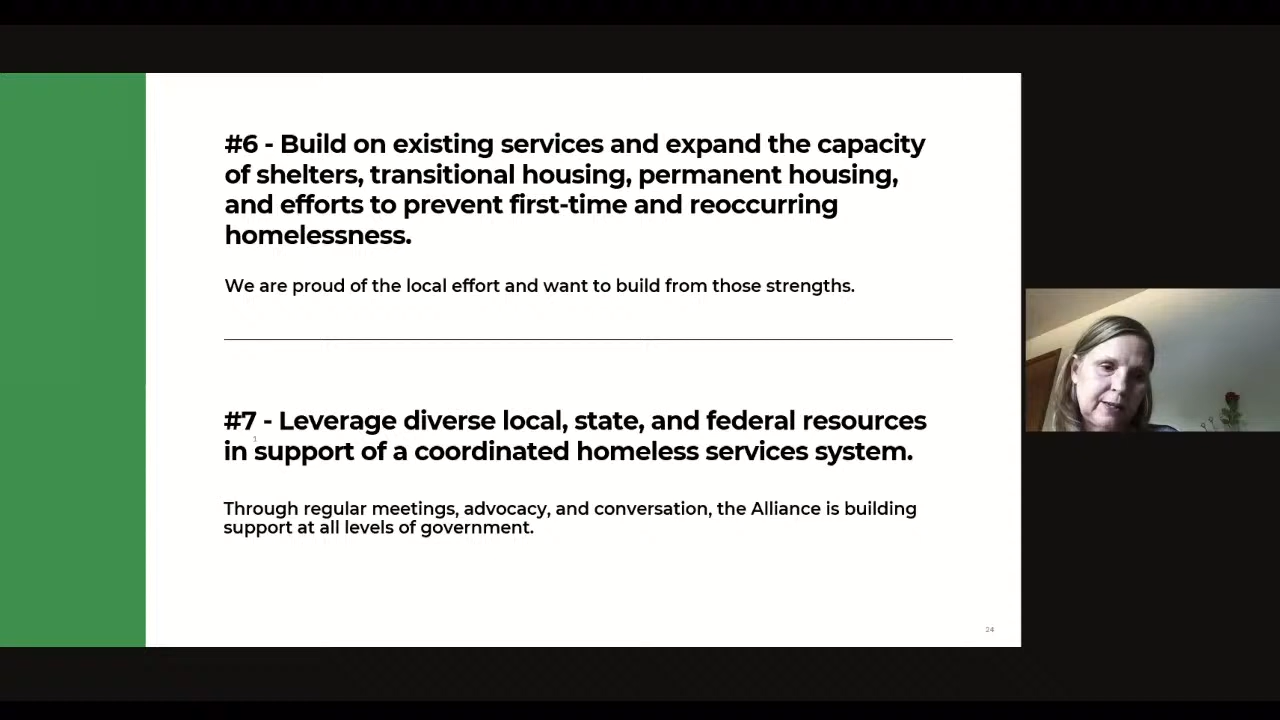 #6 - Build on existing services and expand the capacity
of shelters, transitional housing, permanent housing,
and efforts to prevent first-time and reoccurring
homelessness.
We are proud of the local effort and want to build from those strengths.
#7 - Leverage diverse local, state, and federal resources
1
in support of a coordinated homeless services system.
Through regular meetings, advocacy, and conversation, the Alliance is building
support at all levels of government.
24